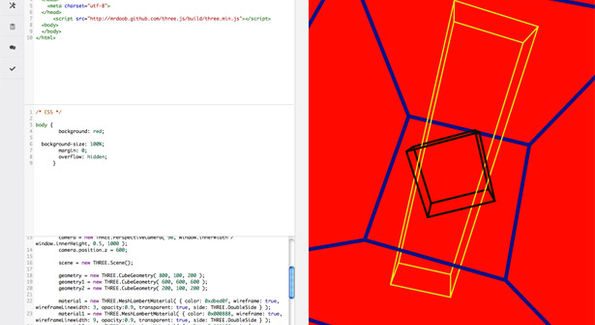 <meta charset="utf-8">
</head>
<script src="http://mrdoob.github.com/three.js/build/three.min.js"></script>
<body>
</body>
</html>
/* CSS */
body {
background: red;
background-size: 100%;
margin: 0;
overflow: hidden;
}
camera = new THREE.PerspectiveCamera( 90, window.innerWidth /
window.innerHeight, 0.5, 1000 );
camera.position.z = 600;
scene = new THREE.Scene();
geometry = new THREE.CubeGeometry( 800, 100, 200 );
geometry1 = new THREE.CubeGeometry( 600, 600, 600 );
geometry2 = new THREE.CubeGeometry( 200, 100, 200 );
material = new THREE.MeshLambertMaterial( { color: 0xdbed0f, wireframe: true,
wireframeLinewidth: 3, opacity:0.9, transparent: true, side: THREE.DoubleSide } );
material1 = new THREE.MeshLambertMaterial( { color: 0x000888, wireframe: true,
wireframeLinewidth: 9, opacity:0.9, transparent: true, side: THREE.DoubleSide } );